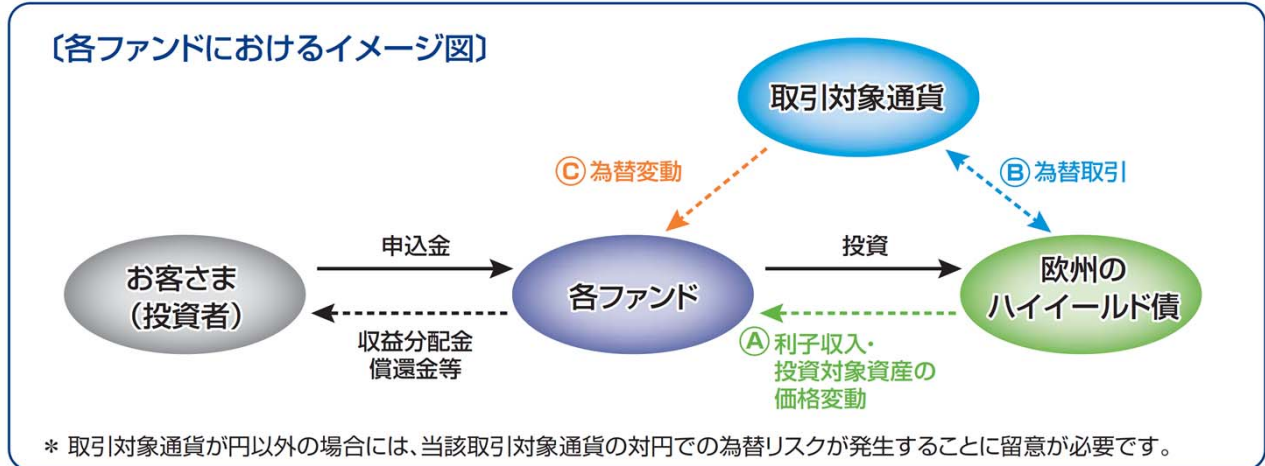 〔各ファンドにおけるイメージ図〕
取引対象通貨
Ⓒ為替変動
Ⓑ為替取引
申込金
投資
お客さま
(投資者)
各ファンド
欧州の
ハイイールド債
収益分配金
償還金等
Ⓐ利子収入・
投資対象資産の
価格変動
* 取引対象通貨が円以外の場合には、当該取引対象通貨の対円での為替リスクが発生することに留意が必要です。